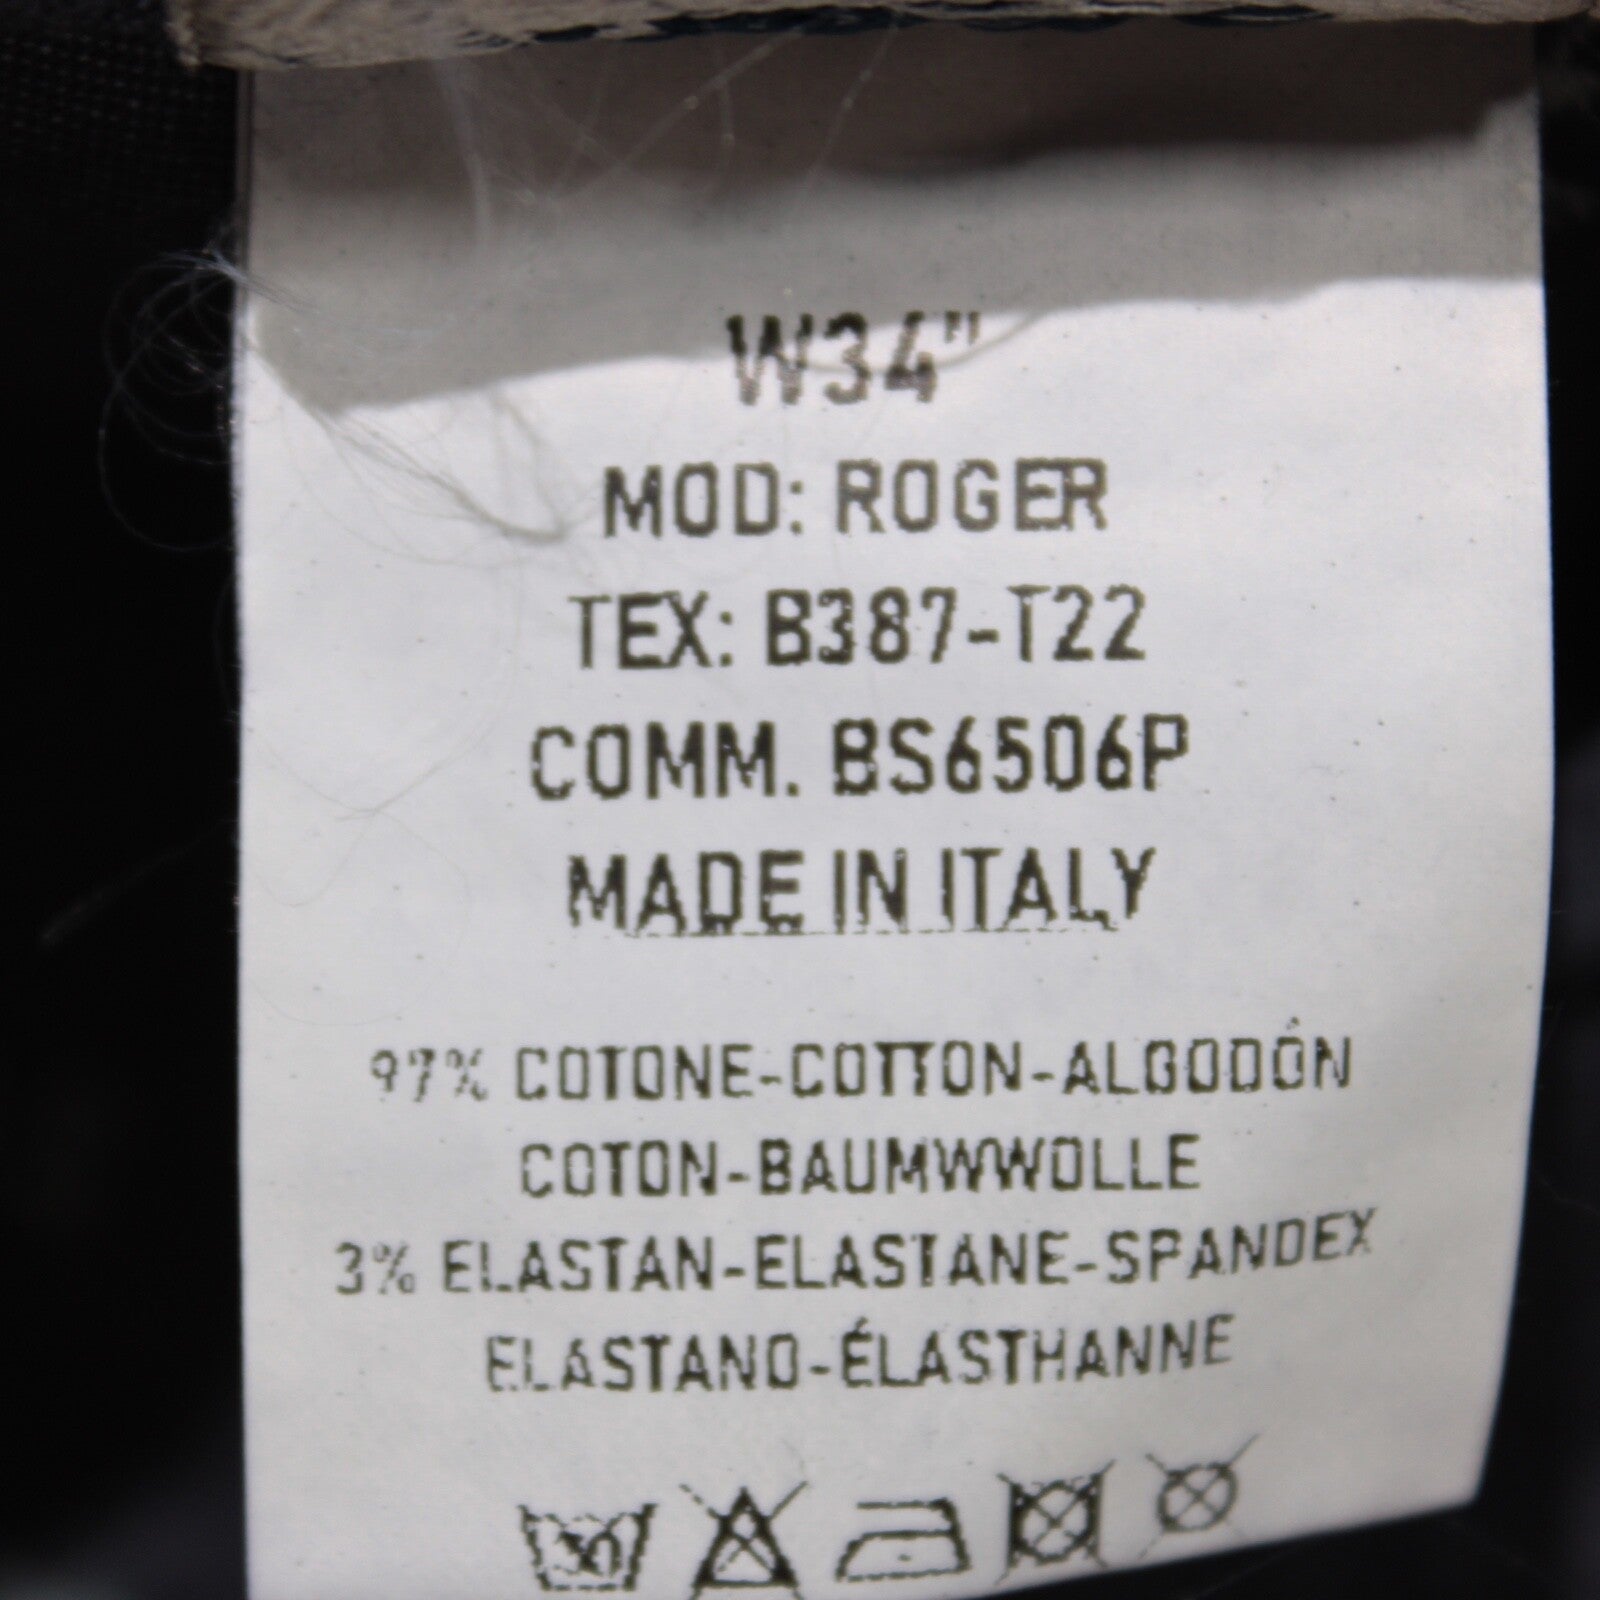 W34"
MOD: ROGER
TEX: B387-T22
COMM. BS6506P
MADE IN ITALY
97% COTONE-COTTON-ALGODÓN
COTON-BAUMWWOLLE
3% ELASTAN-ELASTANE-SPANDEX
ELASTANO-ÉLASTHANNE
30